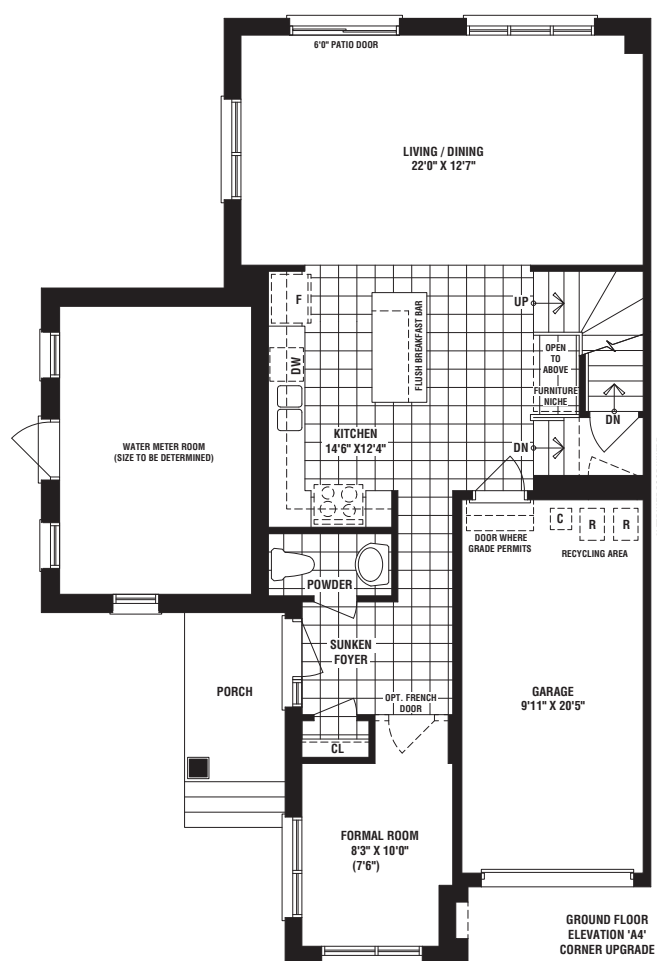 6'0" PATIO DOOR
LIVING / DINING
22'0" X 12'7"
F
FLUSH BREAKFAST BAR
UP
OPEN
TO
ABOVE
FURNITURE
NICHE
DN
DW
KITCHEN
14'6" X12'4"
DN
WATER METER ROOM
(SIZE TO BE DETERMINED)
DOOR WHERE
GRADE PERMITS
C
R
R
RECYCLING AREA
POWDER
SUNKEN
FOYER
PORCH
OPT. FRENCH
DOOR
GARAGE
9'11" X 20'5"
CL
FORMAL ROOM
8'3" X 10'0"
(7'6")
GROUND FLOOR
ELEVATION 'A4'
CORNER UPGRADE